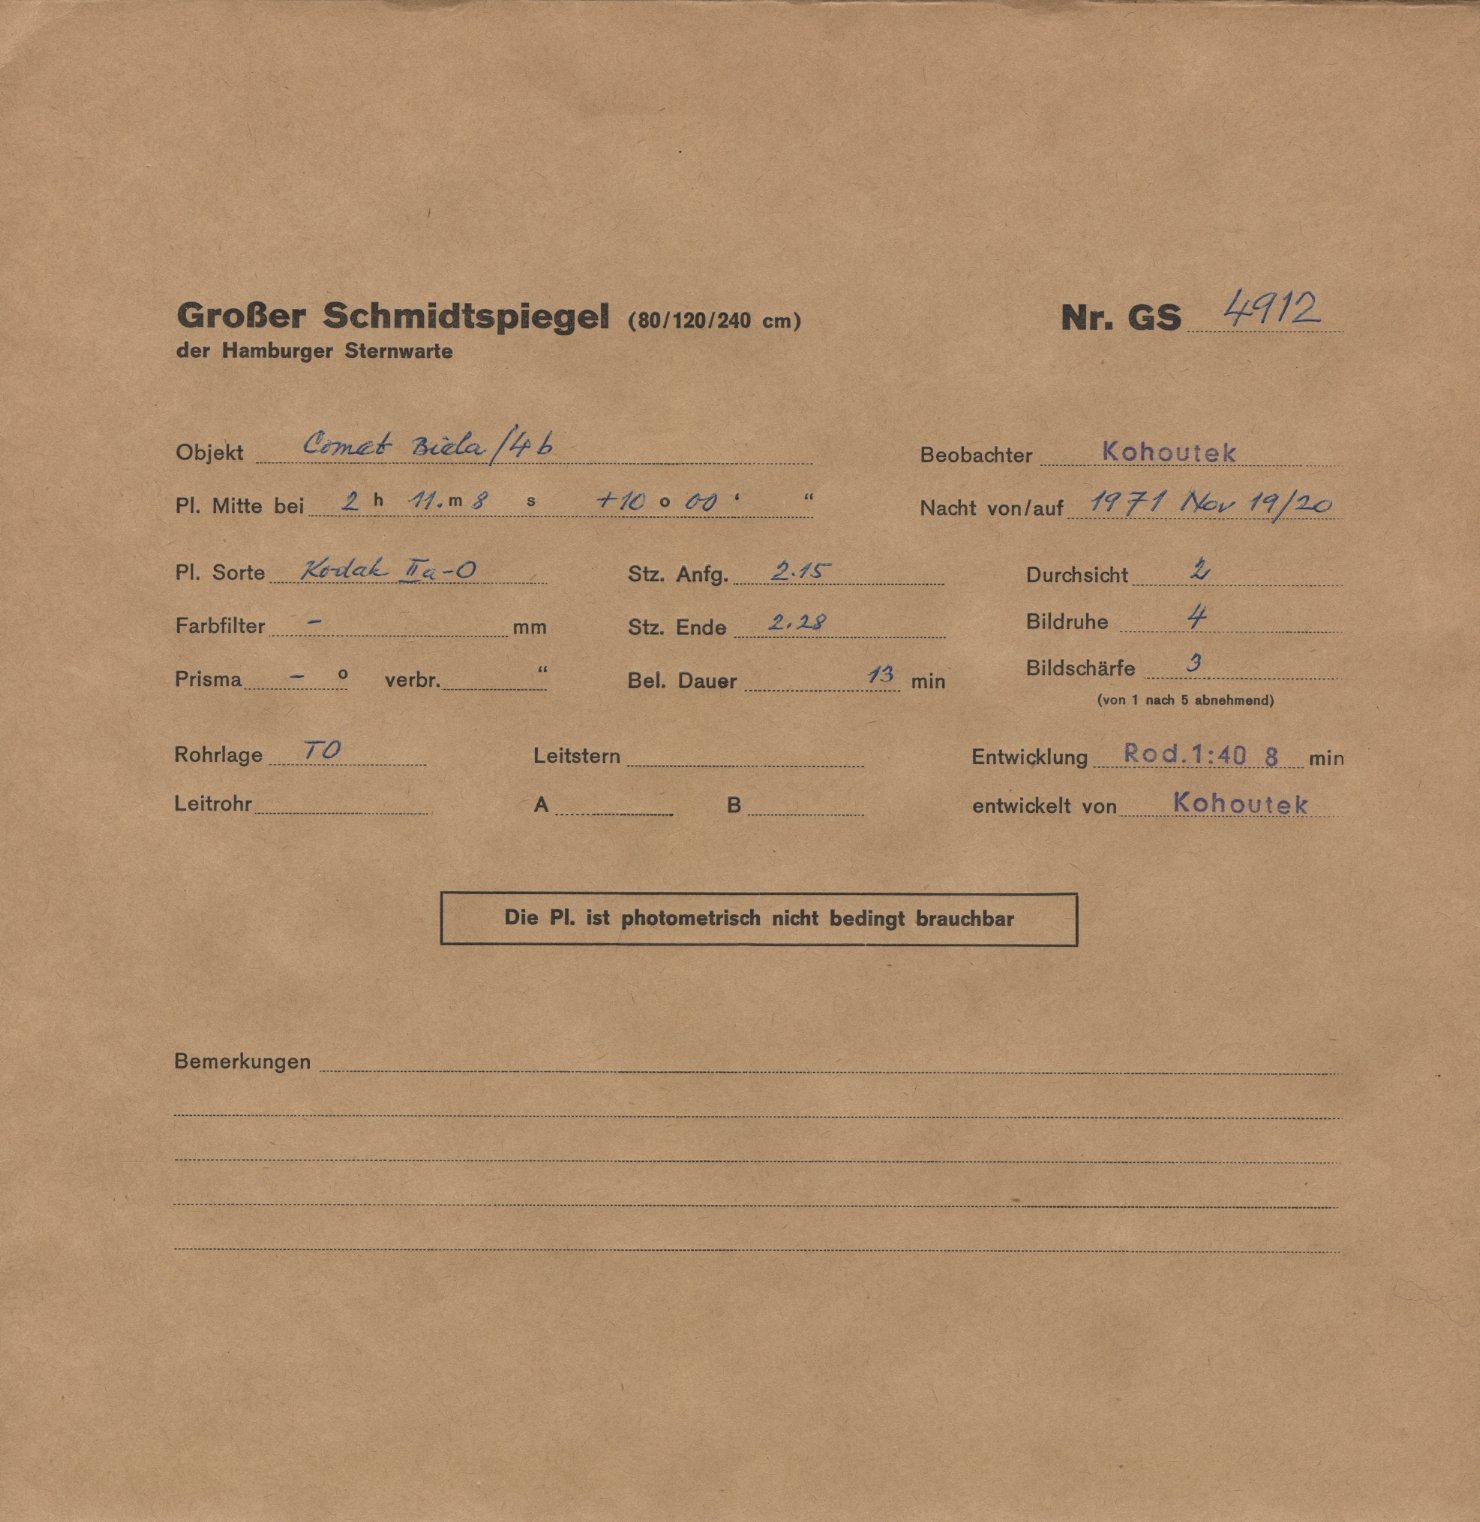 Großer Schmidtspiegel (80/120/240 cm) Nr. GS 4912
der Hamburger Sternwarte
Objekt Comet Biela/4b Beobachter Kohoutek
Pl. Mitte bei 2 h 11. m 8 s +10 o 00 ‘ “ Nacht von/auf 1971 Nov 19/20
Pl. Sorte Kodak IIa-O Stz. Anfg. 2.15 Durchsicht 2
Farbfilter – mm Stz. Ende 2.28 Bildruhe 4
Prisma – o verbr. “ Bel. Dauer 13 min Bildschärfe 3
(von 1 nach 5 abnehmend)
Rohrlage TO Leitstern Entwicklung Rod.1:40 8 min
Leitrohr A B entwickelt von Kohoutek
Die Pl. ist photometrisch nicht bedingt brauchbar
Bemerkungen